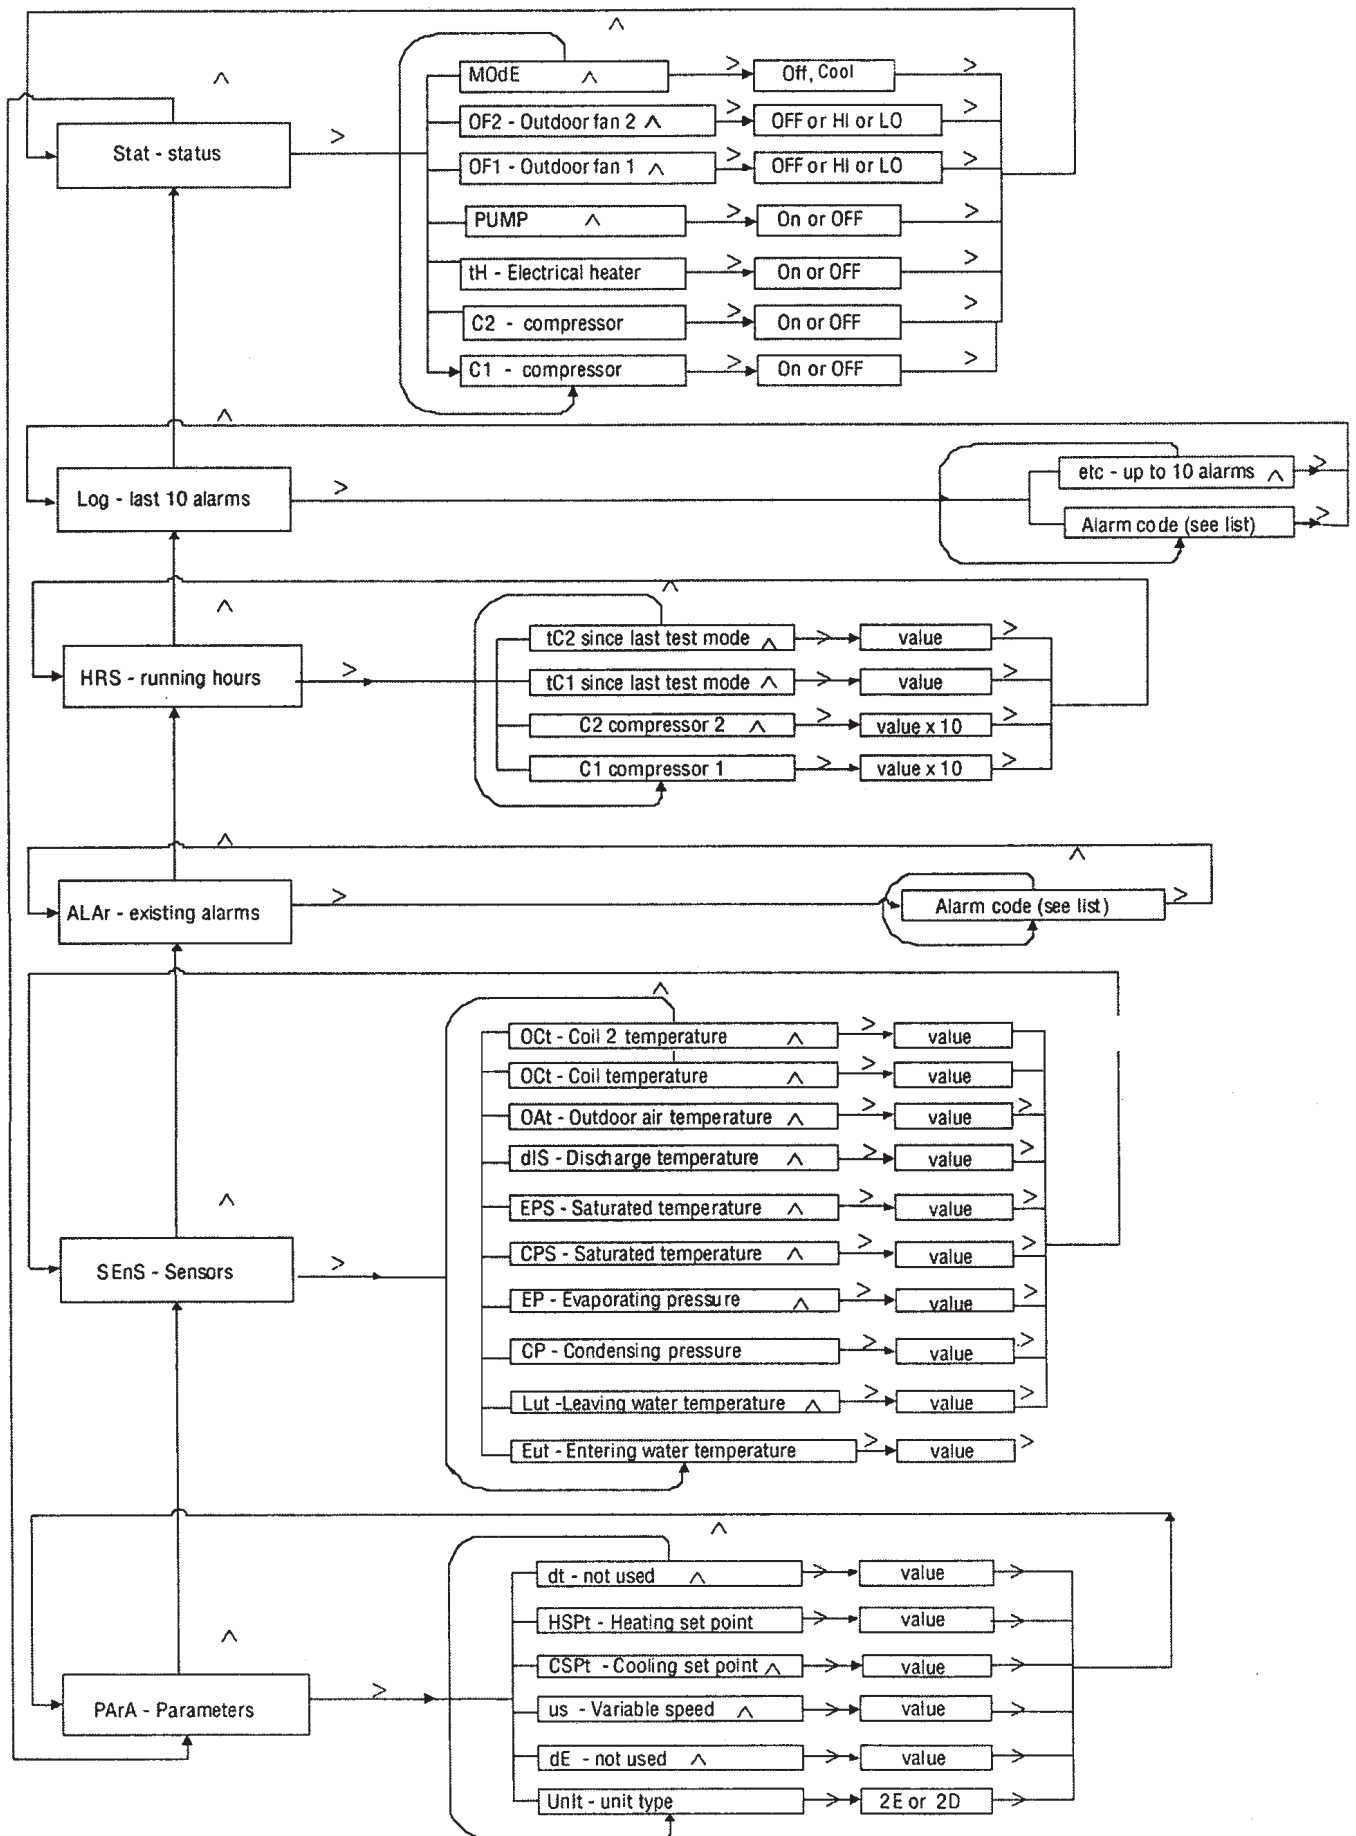 MOdE ^ > Off, Cool >
OF2 - Outdoor fan 2 ^ > OFF or HI or LO >
Stat - status >
OF1 - Outdoor fan 1 ^ > OFF or HI or LO >
PUMP ^ > On or OFF >
tH - Electrical heater > On or OFF >
C2 - compressor > On or OFF >
C1 - compressor > On or OFF >
Log - last 10 alarms >
etc - up to 10 alarms ^ >
Alarm code (see list) >
HRS - running hours >
tC2 since last test mode ^ > value >
tC1 since last test mode ^ > value >
C2 compressor 2 ^ > value x 10 >
C1 compressor 1 > value x 10 >
ALAr - existing alarms >
Alarm code (see list) >
SEnS - Sensors >
OCt - Coil 2 temperature ^ > value
OCt - Coil temperature ^ > value
OAt - Outdoor air temperature ^ > value >
dIS - Discharge temperature ^ > value >
EPS - Saturated temperature ^ > value >
CPS - Saturated temperature ^ > value >
EP - Evaporating pressure ^ > value >
CP - Condensing pressure > value >
Lut -Leaving water temperature ^ > value >
Eut - Entering water temperature > value >
PArA - Parameters >
dt - not used ^ > value >
HSPt - Heating set point > value >
CSPt - Cooling set point ^ > value >
us - Variable speed ^ > value >
dE - not used ^ > value >
UnIt - unit type > 2E or 2D >